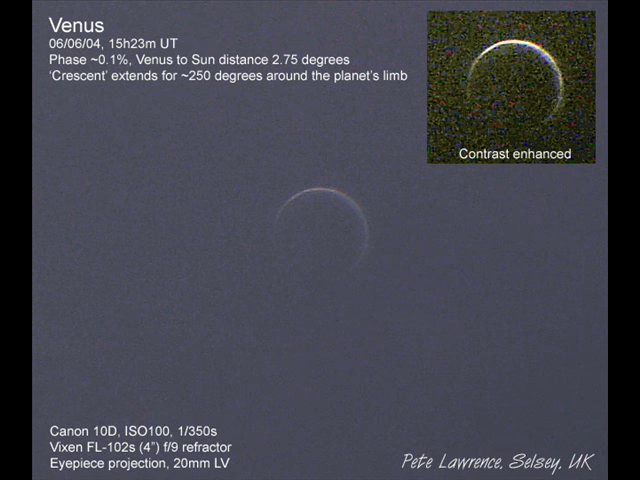 Venus
06/06/04, 15h23m UT
Phase ~0.1%, Venus to Sun distance 2.75 degrees
‘Crescent’ extends for ~250 degrees around the planet’s limb
Contrast enhanced
Canon 10D, ISO100, 1/350s
Vixen FL-102s (4”) f/9 refractor
Eyepiece projection, 20mm LV
Pete Lawrence, Selsey, UK